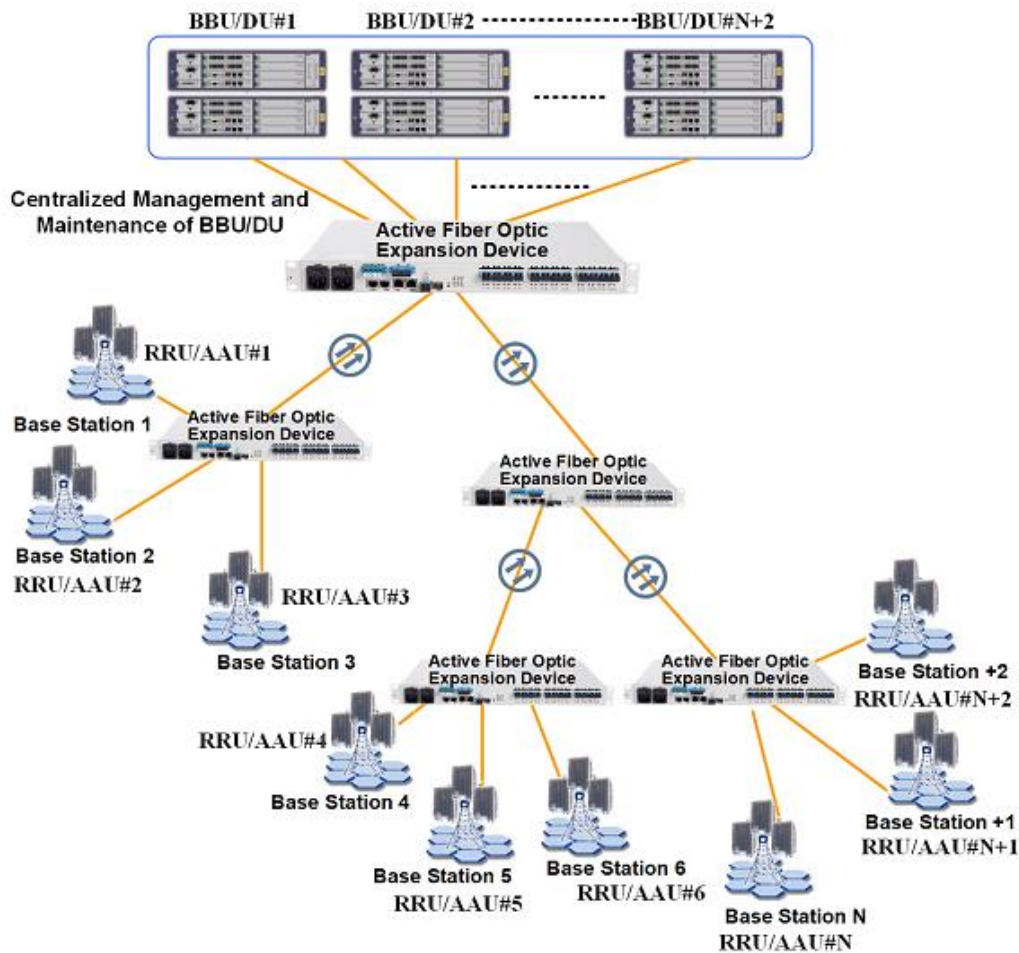 BBU/DU#1
BBU/DU#2
BBU/DU#N+2
Centralized Management and
Maintenance of BBU/DU
Active Fiber Optic
Expansion Device
RRU/AAU#1
Base Station 1
Active Fiber Optic
Expansion Device
Active Fiber Optic
Expansion Device
Base Station 2
RRU/AAU#2
RRU/AAU#3
Base Station 3
Active Fiber Optic
Expansion Device
Active Fiber Optic
Expansion Device
Base Station +2
RRU/AAU#N+2
RRU/AAU#4
Base Station 4
Base Station +1
RRU/AAU#N+1
Base Station 5
RRU/AAU#5
Base Station 6
RRU/AAU#6
Base Station N
RRU/AAU#N